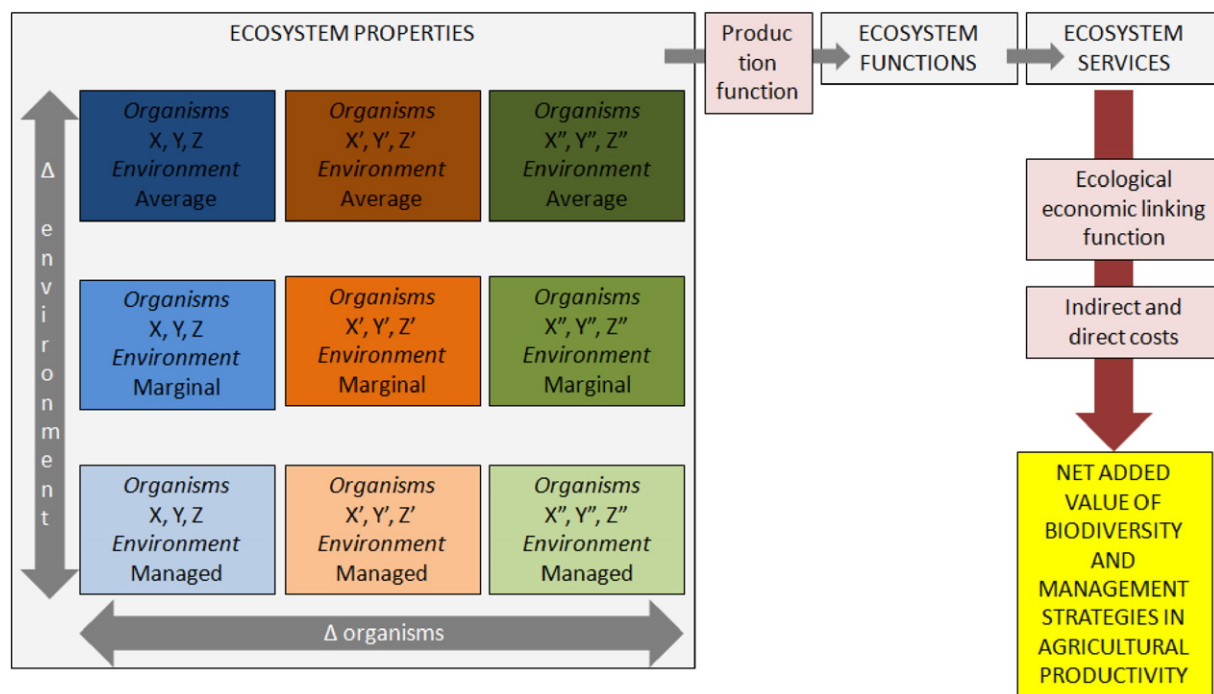 ECOSYSTEM PROPERTIES
Δ environment
Organisms
X, Y, Z
Environment
Average
Organisms
X’, Y’, Z’
Environment
Average
Organisms
X”, Y”, Z”
Environment
Average
Organisms
X, Y, Z
Environment
Marginal
Organisms
X’, Y’, Z’
Environment
Marginal
Organisms
X”, Y”, Z”
Environment
Marginal
Organisms
X, Y, Z
Environment
Managed
Organisms
X’, Y’, Z’
Environment
Managed
Organisms
X”, Y”, Z”
Environment
Managed
Δ organisms
Produc
tion
function
ECOSYSTEM
FUNCTIONS
ECOSYSTEM
SERVICES
Ecological
economic linking
function
Indirect and
direct costs
NET ADDED
VALUE OF
BIODIVERSITY
AND
MANAGEMENT
STRATEGIES IN
AGRICULTURAL
PRODUCTIVITY